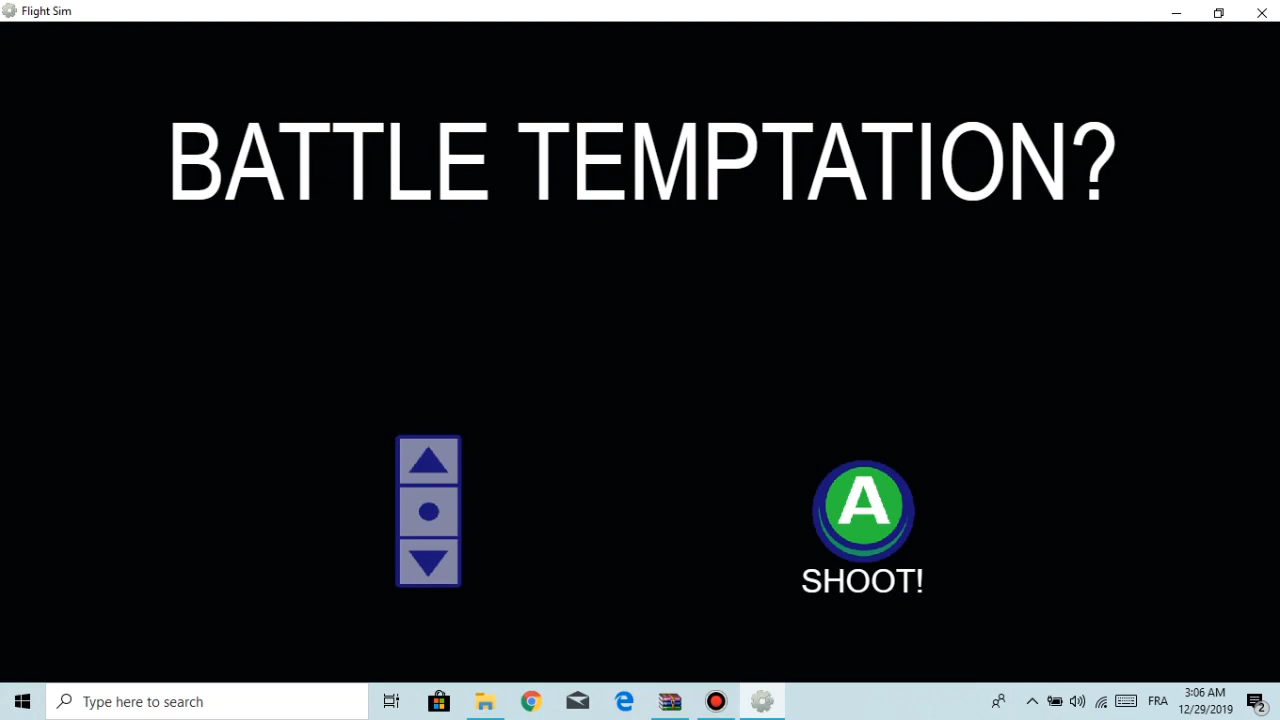 Flight Sim
BATTLE TEMPTATION?
A
SHOOT!
Type here to search
FRA
3:06 AM
12/29/2019
2